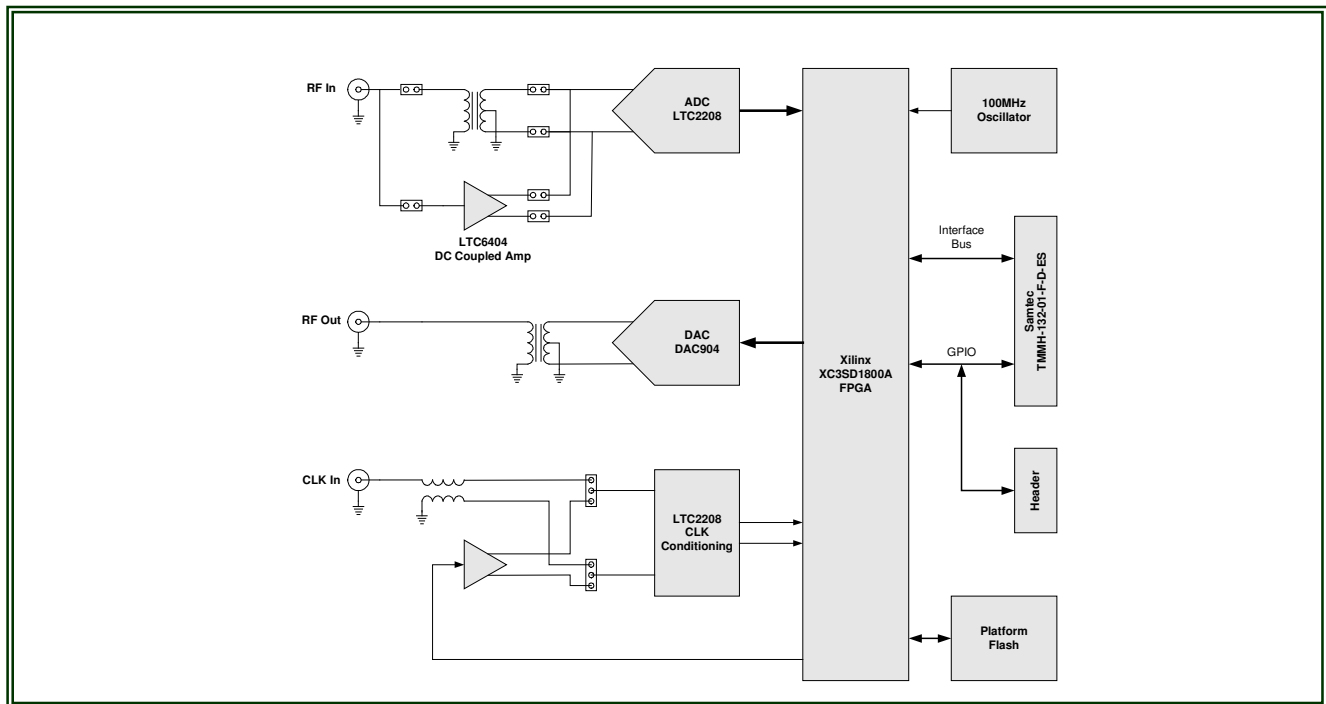 RF In
ADC
LTC2208
100MHz
Oscillator
LTC6404
DC Coupled Amp
Interface
Bus
Samtec
TMMH-132-01-F-D-ES
RF Out
DAC
DAC904
Xilinx
XC3SD1800A
FPGA
GPIO
CLK In
LTC2208
CLK
Conditioning
Header
Platform
Flash